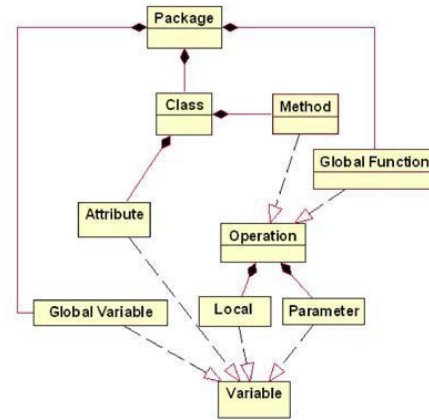 Package
Class
Method
Global Function
Attribute
Operation
Global Variable
Local
Parameter
Variable